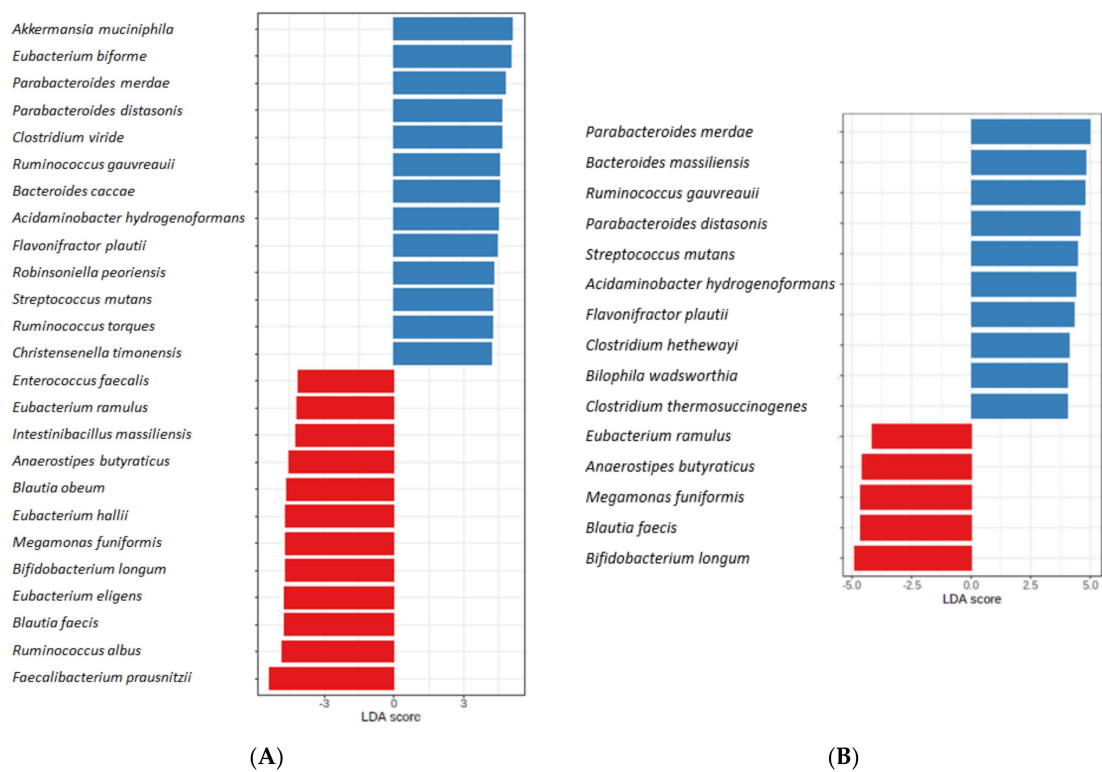 Akkermansia muciniphila
Eubacterium biforme
Parabacteroides merdae
Parabacteroides distasonis
Clostridium viride
Ruminococcus gauvreauii
Bacteroides caccae
Acidaminobacter hydrogenoformans
Flavonifractor plautii
Robinsoniella peoriensis
Streptococcus mutans
Ruminococcus torques
Christensenella timonensis
Enterococcus faecalis
Eubacterium ramulus
Intestinibacillus massiliensis
Anaerostipes butyraticus
Blautia obeum
Eubacterium hallii
Megamonas funiformis
Bifidobacterium longum
Eubacterium eligens
Blautia faecis
Ruminococcus albus
Faecalibacterium prausnitzii
-3 0 3
LDA score
(A)
Parabacteroides merdae
Bacteroides massiliensis
Ruminococcus gauvreauii
Parabacteroides distasonis
Streptococcus mutans
Acidaminobacter hydrogenoformans
Flavonifractor plautii
Clostridium hethewayi
Bilophila wadsworthia
Clostridium thermosuccinogenes
Eubacterium ramulus
Anaerostipes butyraticus
Megamonas funiformis
Blautia faecis
Bifidobacterium longum
-5.0 -2.5 0.0 2.5 5.0
LDA score
(B)